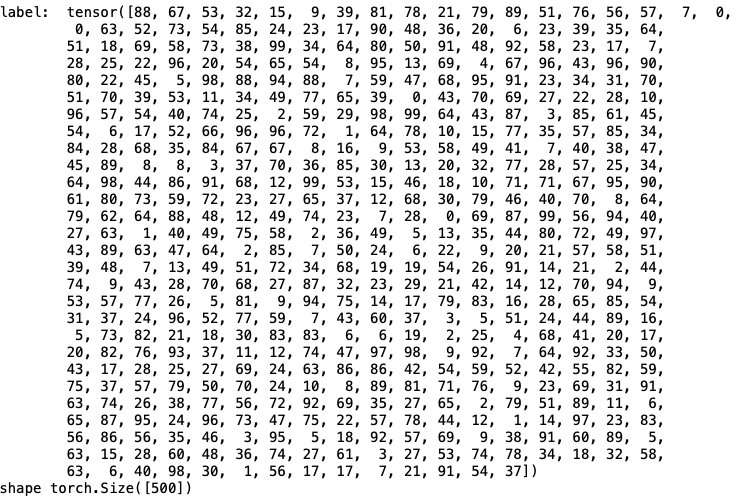 label:  tensor([88, 67, 53, 32, 15,  9, 39, 81, 78, 21, 79, 89, 51, 76, 56, 57,  7,  0,
         0, 63, 52, 73, 54, 85, 24, 23, 17, 90, 48, 36, 20,  6, 23, 39, 35, 64,
        51, 18, 69, 58, 73, 38, 99, 34, 64, 80, 50, 91, 48, 92, 58, 23, 17,  7,
        28, 25, 22, 96, 20, 54, 65, 54,  8, 95, 13, 69,  4, 67, 96, 43, 96, 90,
        80, 22, 45,  5, 98, 88, 94, 88,  7, 59, 47, 68, 95, 91, 23, 34, 31, 70,
        51, 70, 39, 53, 11, 34, 49, 77, 65, 39,  0, 43, 70, 69, 27, 22, 28, 10,
        96, 57, 54, 40, 74, 25,  2, 59, 29, 98, 99, 64, 43, 87,  3, 85, 61, 45,
        54,  6, 17, 52, 66, 96, 96, 72,  1, 64, 78, 10, 15, 77, 35, 57, 85, 34,
        84, 28, 68, 35, 84, 67, 67,  8, 16,  9, 53, 58, 49, 41,  7, 40, 38, 47,
        45, 89,  8,  8,  3, 37, 70, 36, 85, 30, 13, 20, 32, 77, 28, 57, 25, 34,
        64, 98, 44, 86, 91, 68, 12, 99, 53, 15, 46, 18, 10, 71, 71, 67, 95, 90,
        61, 80, 73, 59, 72, 23, 27, 65, 37, 12, 68, 30, 79, 46, 40, 70,  8, 64,
        79, 62, 64, 88, 48, 12, 49, 74, 23,  7, 28,  0, 69, 87, 99, 56, 94, 40,
        27, 63,  1, 40, 49, 75, 58,  2, 36, 49,  5, 13, 35, 44, 80, 72, 49, 97,
        43, 89, 63, 47, 64,  2, 85,  7, 50, 24,  6, 22,  9, 20, 21, 57, 58, 51,
        39, 48,  7, 13, 49, 51, 72, 34, 68, 19, 19, 54, 26, 91, 14, 21,  2, 44,
        74,  9, 43, 28, 70, 68, 27, 87, 32, 23, 29, 21, 42, 14, 12, 70, 94,  9,
        53, 57, 77, 26,  5, 81,  9, 94, 75, 14, 17, 79, 83, 16, 28, 65, 85, 54,
        31, 37, 24, 96, 52, 77, 59,  7, 43, 60, 37,  3,  5, 51, 24, 44, 89, 16,
         5, 73, 82, 21, 18, 30, 83, 83,  6,  6, 19,  2, 25,  4, 68, 41, 20, 17,
        20, 82, 76, 93, 37, 11, 12, 74, 47, 97, 98,  9, 92,  7, 64, 92, 33, 50,
        43, 17, 28, 25, 27, 69, 24, 63, 86, 86, 42, 54, 59, 52, 42, 55, 82, 59,
        75, 37, 57, 79, 50, 70, 24, 10,  8, 89, 81, 71, 76,  9, 23, 69, 31, 91,
        63, 74, 26, 38, 77, 56, 72, 92, 69, 35, 27, 65,  2, 79, 51, 89, 11,  6,
        65, 87, 95, 24, 96, 73, 47, 75, 22, 57, 78, 44, 12,  1, 14, 97, 23, 83,
        56, 86, 56, 35, 46,  3, 95,  5, 18, 92, 57, 69,  9, 38, 91, 60, 89,  5,
        63, 15, 28, 60, 48, 36, 74, 27, 61,  3, 27, 53, 74, 78, 34, 18, 32, 58,
        63,  6, 40, 98, 30,  1, 56, 17, 17,  7, 21, 91, 54, 37])
shape torch.Size([500])